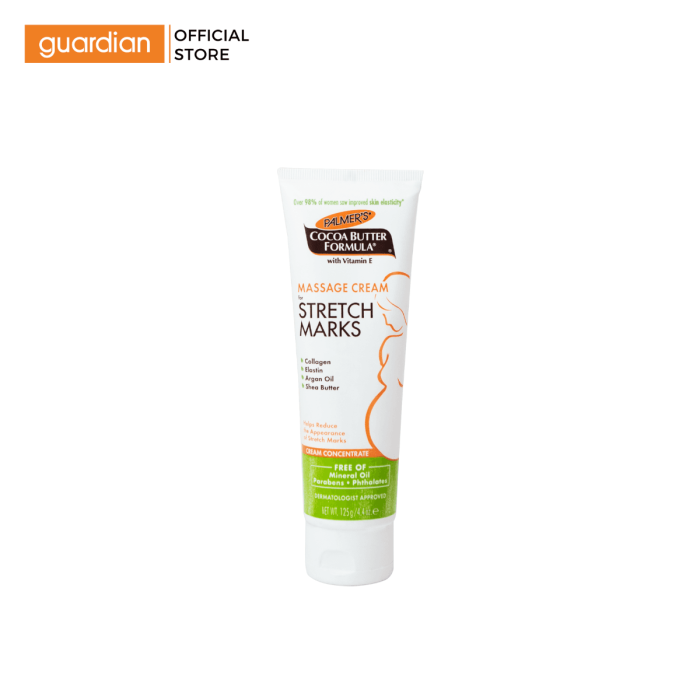 guardian
OFFICIAL
STORE
Over 98% of women saw improved skin elasticity*
PALMER'S®
COCOA BUTTER
FORMULA®
with Vitamin E
MASSAGE CREAM
for
STRETCH
MARKS
Collagen
Elastin
Argan Oil
Shea Butter
Helps Reduce
the Appearance
of Stretch Marks
CREAM CONCENTRATE
FREE OF
Mineral Oil
Parabens • Phthalates
DERMATOLOGIST APPROVED
NET WT. 125g/4.4 oz. e